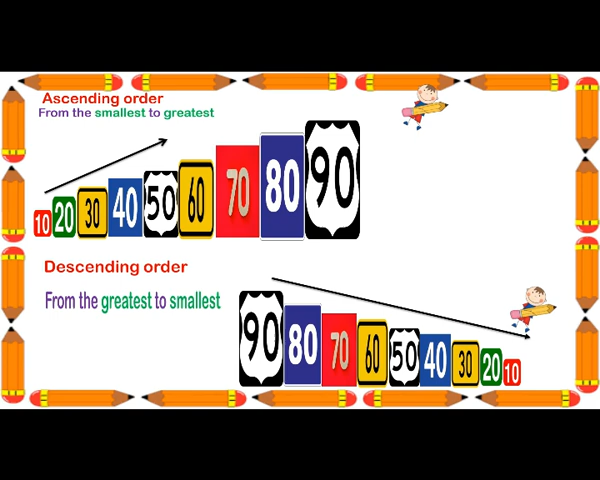 Ascending order
From the smallest to greatest
10 20 30 40 50 60 70 80 90
Descending order
From the greatest to smallest
90 80 70 60 50 40 30 20 10